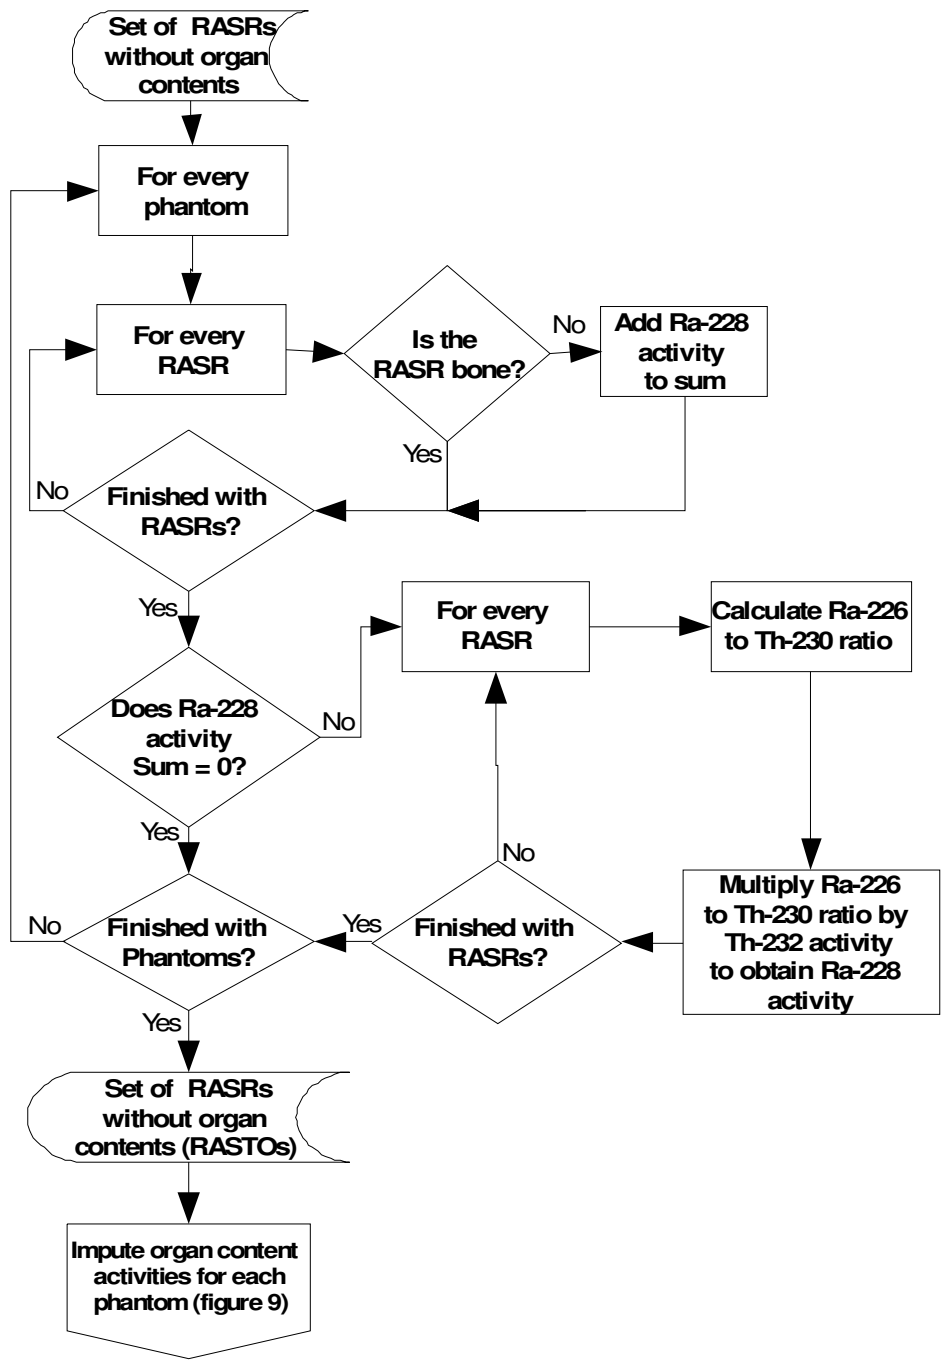 Set of RASRs
without organ
contents
For every
phantom
For every
RASR
Is the
RASR bone?
No
Add Ra-228
activity
to sum
Yes
Finished with
RASRs?
No
Yes
Does Ra-228
activity
Sum = 0?
No
For every
RASR
Calculate Ra-226
to Th-230 ratio
Multiply Ra-226
to Th-230 ratio by
Th-232 activity
to obtain Ra-228
activity
Finished with
RASRs?
No
Yes
Yes
Finished with
Phantoms?
No
Yes
Set of RASRs
without organ
contents (RASTOs)
Impute organ content
activities for each
phantom (figure 9)